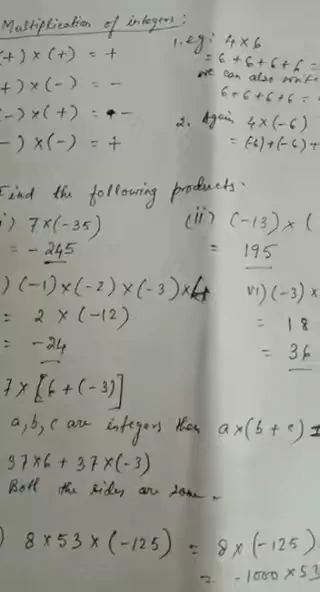 Multiplication of integers:
(+) × (+) = +
+) × (-) = -
-) × (+) = -
-) × (-) = +
1. eg: 4 × 6
= 6 + 6 + 6 + 6 =
we can also write
6 + 6 + 6 + 6 =
2. Again 4 × (-6)
= (-6) + (-6) +
Find the following products:
i) 7 × (-35)
= - 245
(ii) (-13) × (
= 195
) (-1) × (-2) × (-3) × 4
= 2 × (-12)
= -24
vi) (-3) ×
= 18
= 36
7 × [6 + (-3)]
a, b, c are integers then a × (b + c) =
37×6 + 37 × (-3)
Both the sides are same.
) 8 × 53 × (-125) = 8 × (-125)
= -1000 × 53